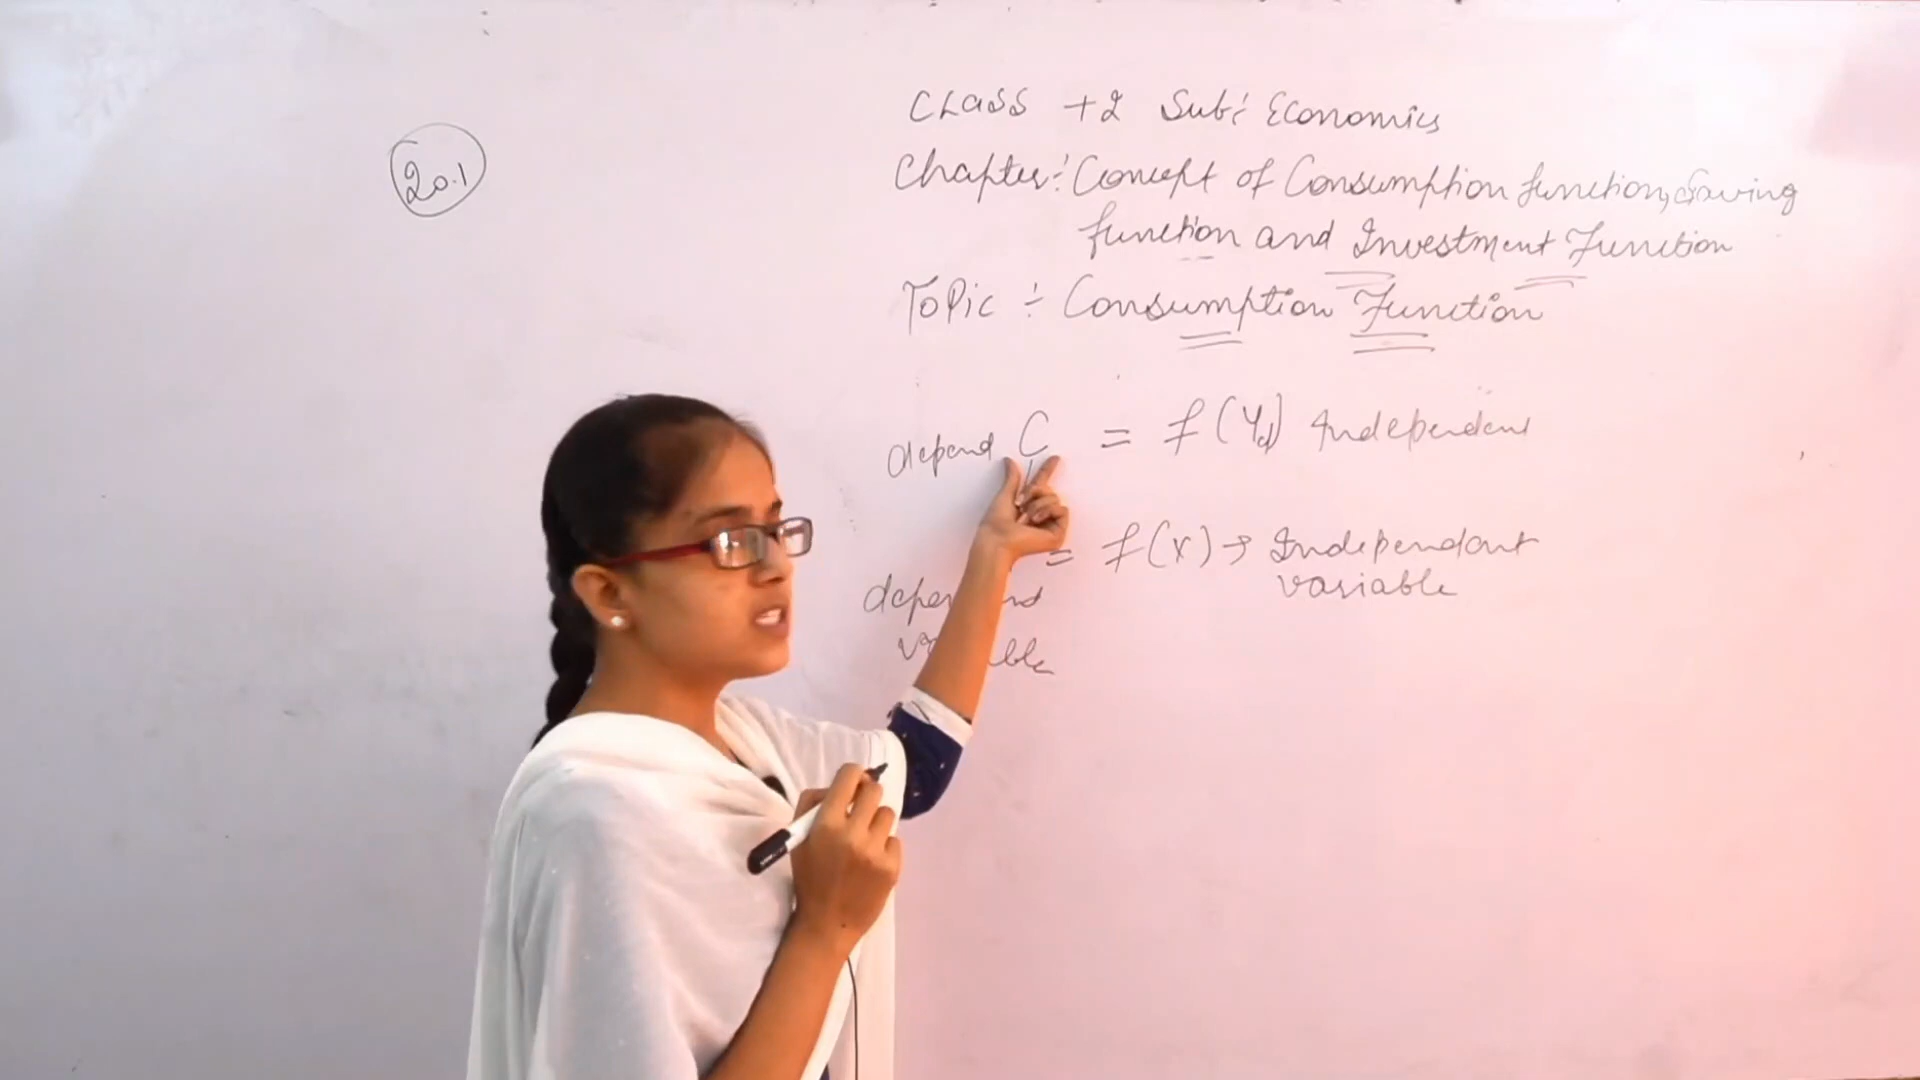 20.1
Class +2 Sub: Economics
Chapter: Concept of Consumption function, Saving
function and Investment Function
Topic ÷ Consumption Function
depend C = f(Yd) Independent
= f(x) → Independant
variable